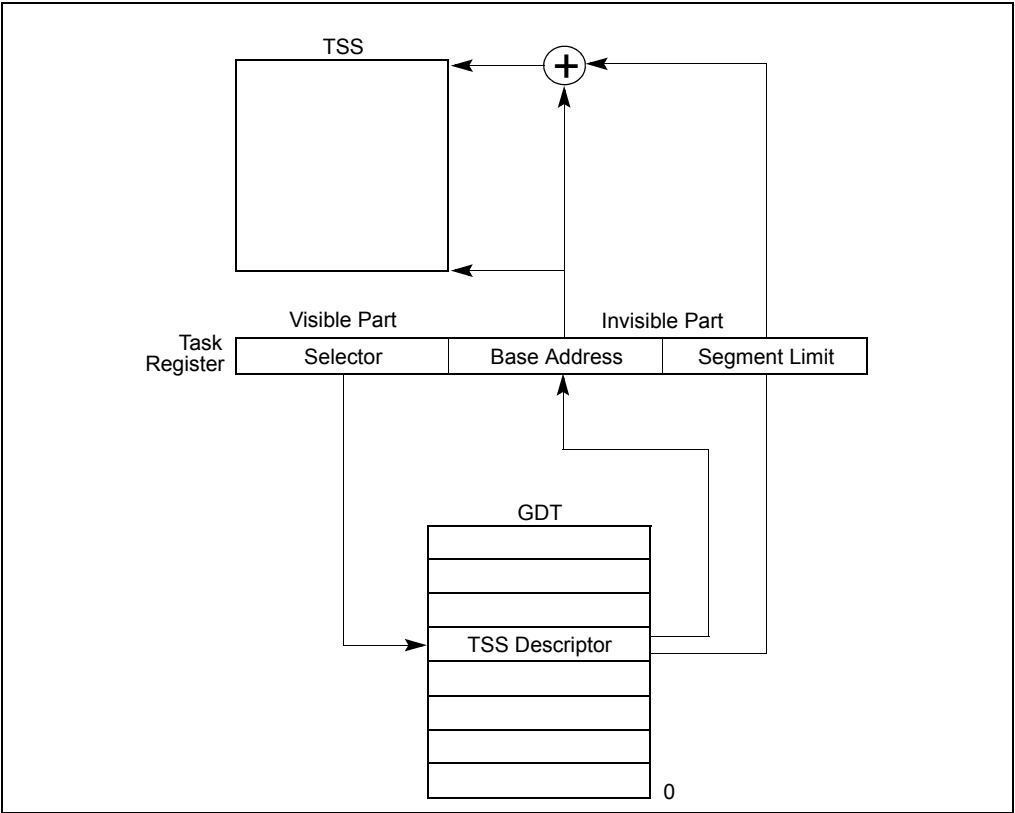 TSS
+
Visible Part
Invisible Part
Task
Register
Selector
Base Address
Segment Limit
GDT
TSS Descriptor
0